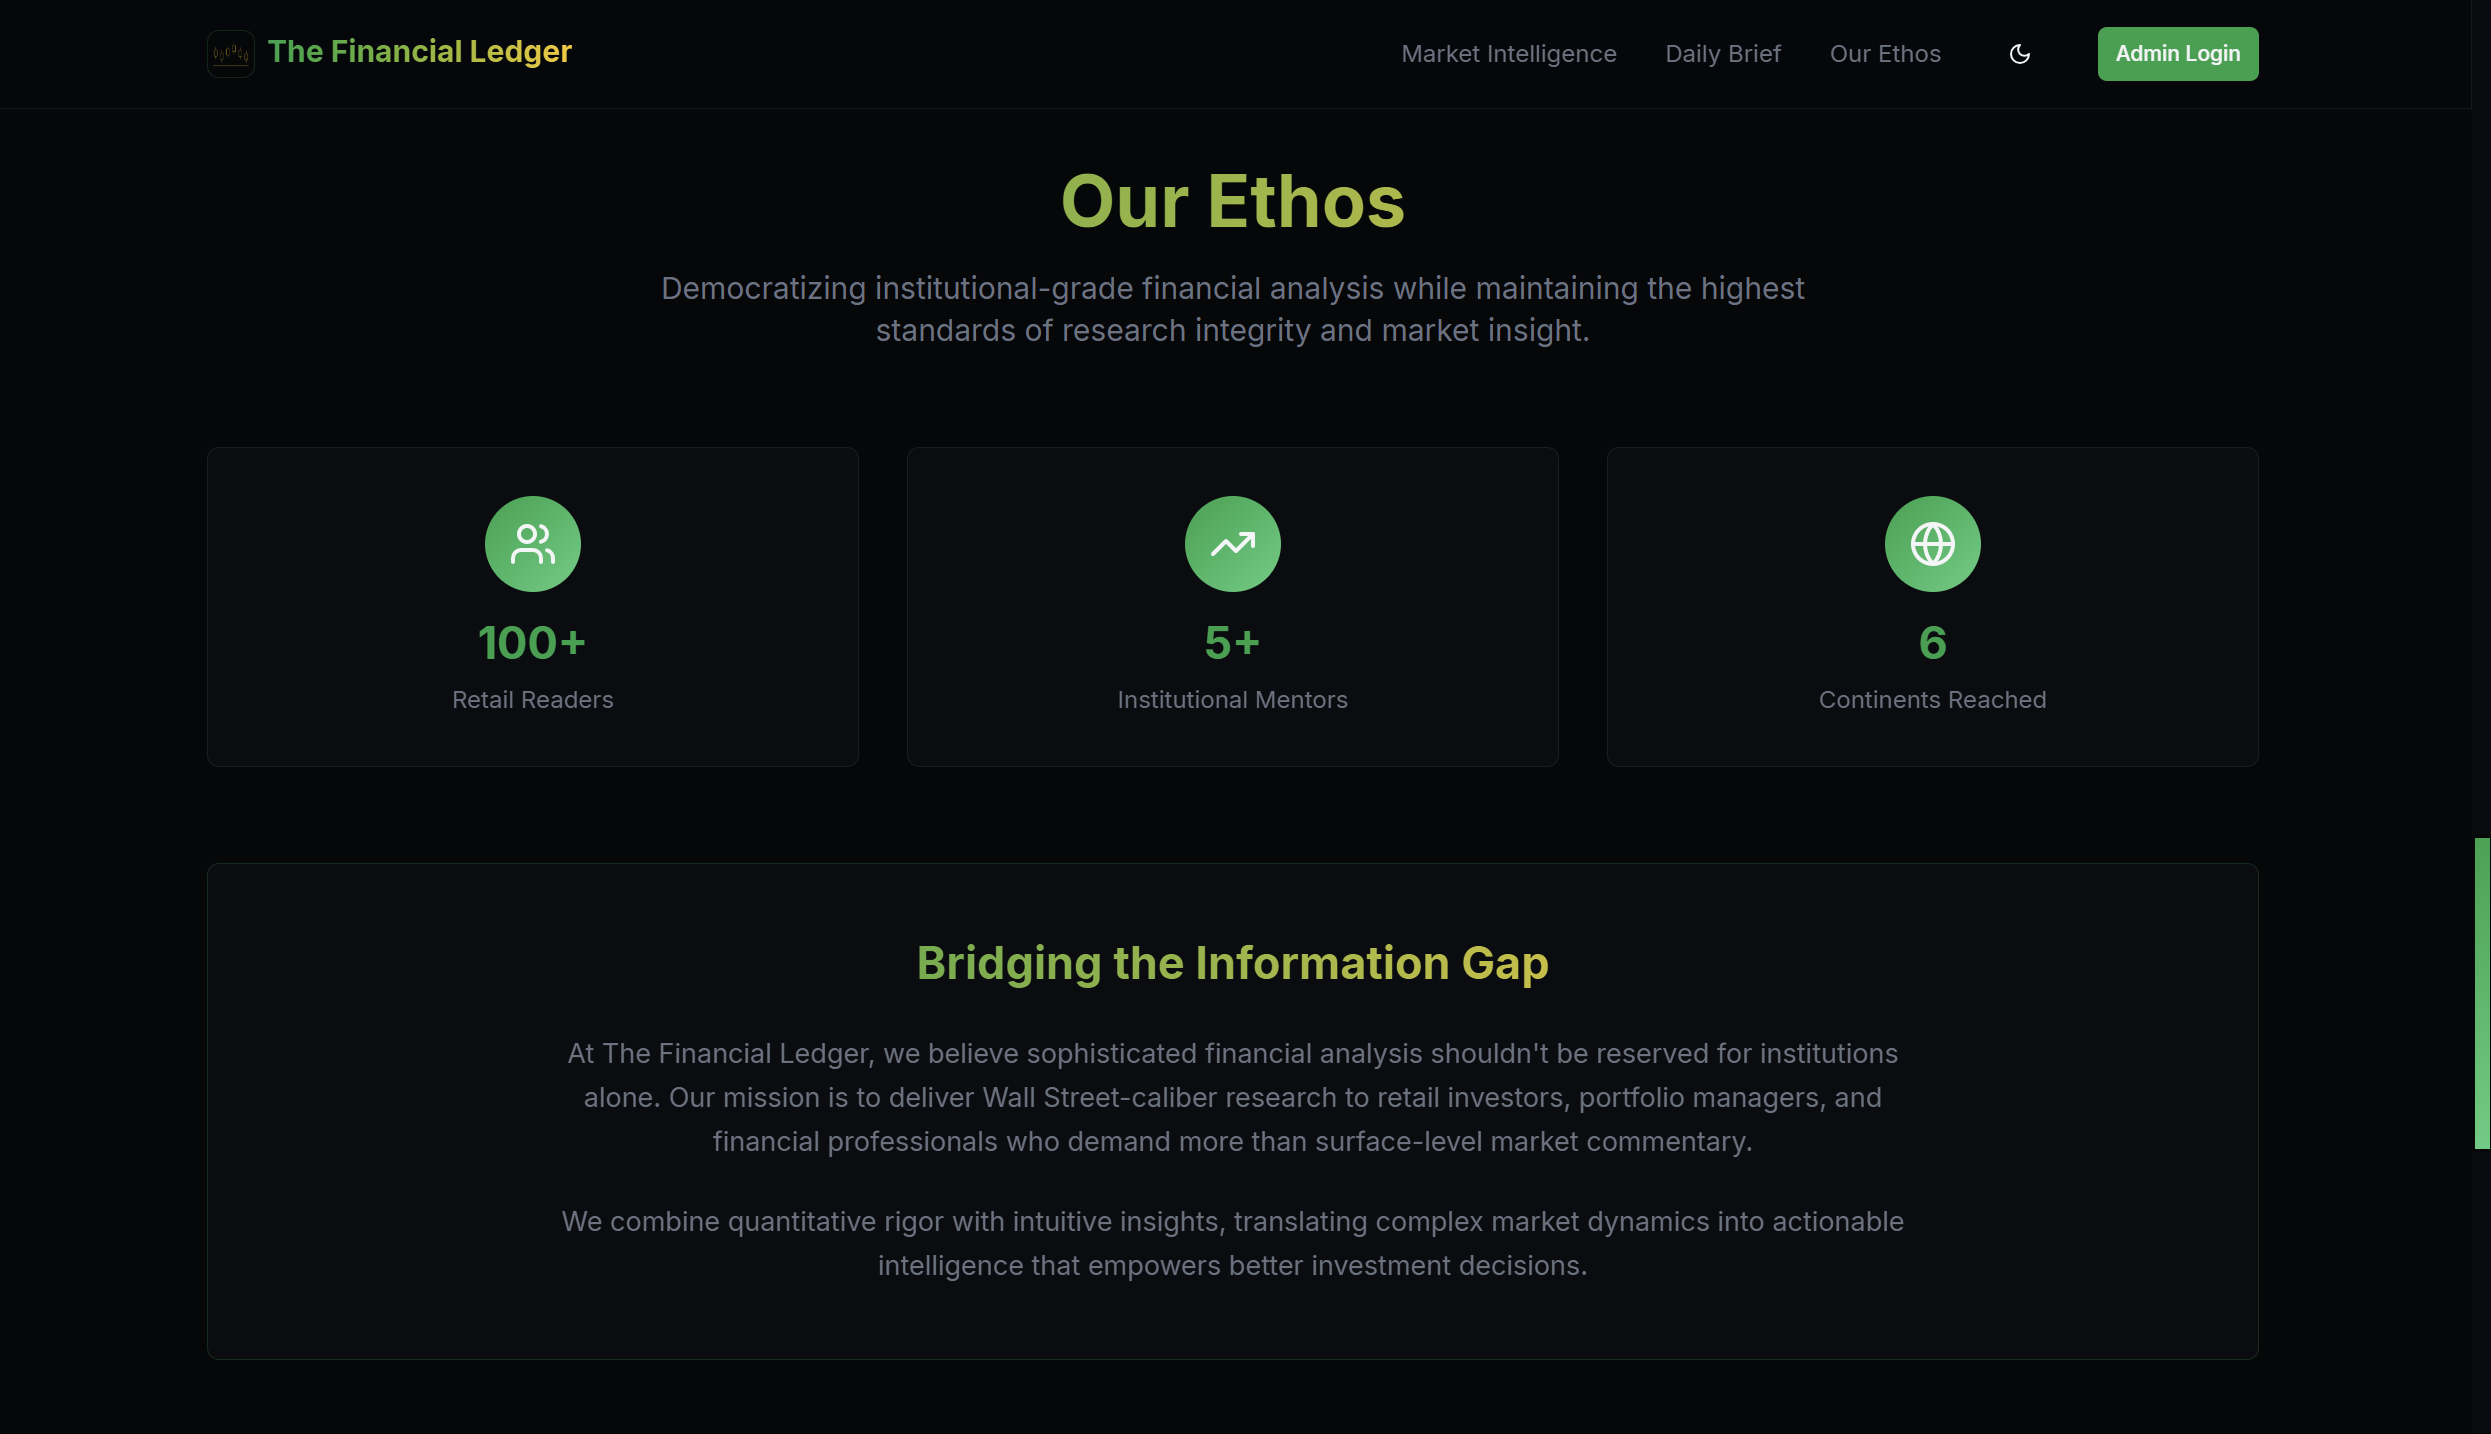 The Financial Ledger
Market Intelligence
Daily Brief
Our Ethos
Admin Login
Our Ethos
Democratizing institutional-grade financial analysis while maintaining the highest
standards of research integrity and market insight.
100+
Retail Readers
5+
Institutional Mentors
6
Continents Reached
Bridging the Information Gap
At The Financial Ledger, we believe sophisticated financial analysis shouldn't be reserved for institutions
alone. Our mission is to deliver Wall Street-caliber research to retail investors, portfolio managers, and
financial professionals who demand more than surface-level market commentary.
We combine quantitative rigor with intuitive insights, translating complex market dynamics into actionable
intelligence that empowers better investment decisions.